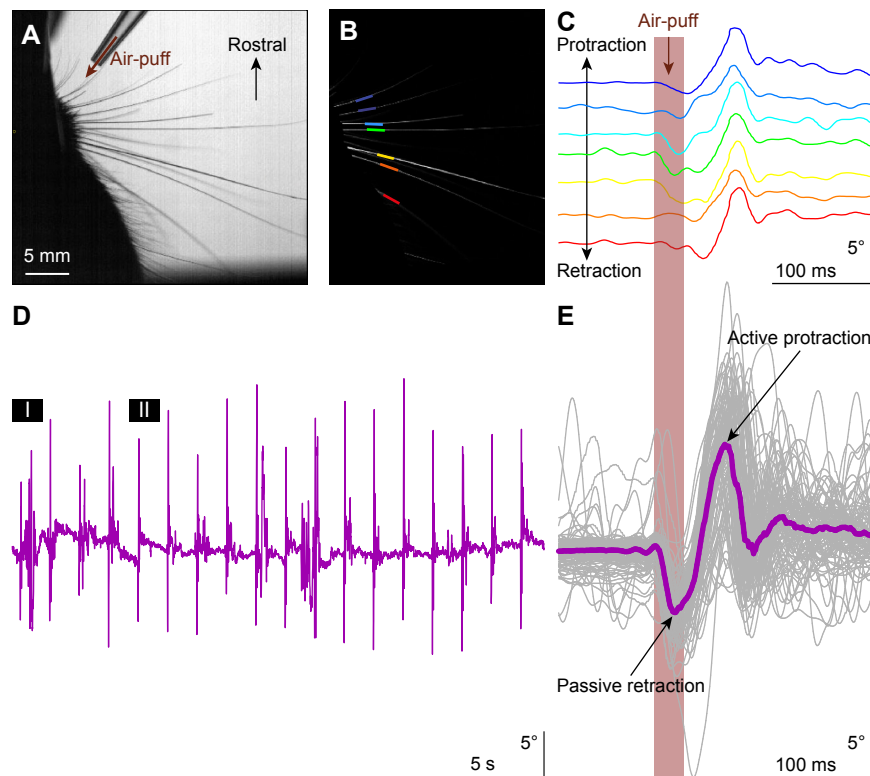 A
Air-puff
Rostral
5 mm
B
C
Air-puff
Protraction
Retraction
5°
100 ms
D
I
II
5°
5 s
E
Active protraction
Passive retraction
5°
100 ms